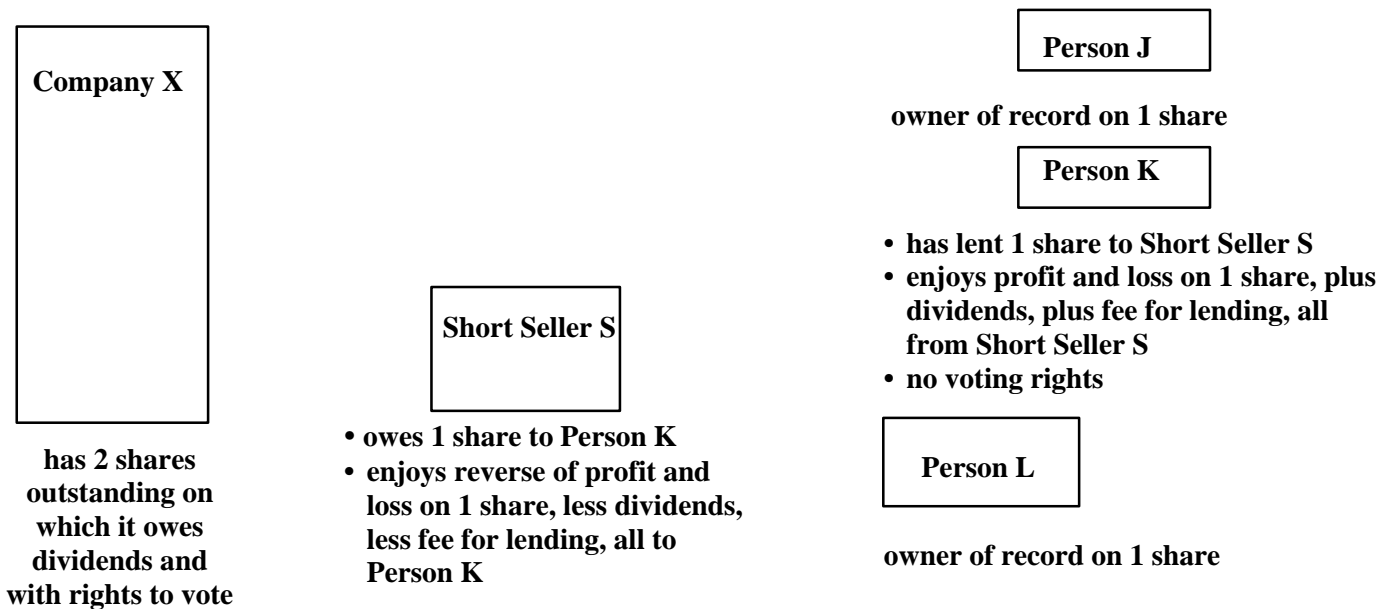 Company X
has 2 shares
outstanding on
which it owes
dividends and
with rights to vote
Short Seller S
• owes 1 share to Person K
• enjoys reverse of profit and
loss on 1 share, less dividends,
less fee for lending, all to
Person K
Person J
owner of record on 1 share
Person K
• has lent 1 share to Short Seller S
• enjoys profit and loss on 1 share, plus
dividends, plus fee for lending, all
from Short Seller S
• no voting rights
Person L
owner of record on 1 share